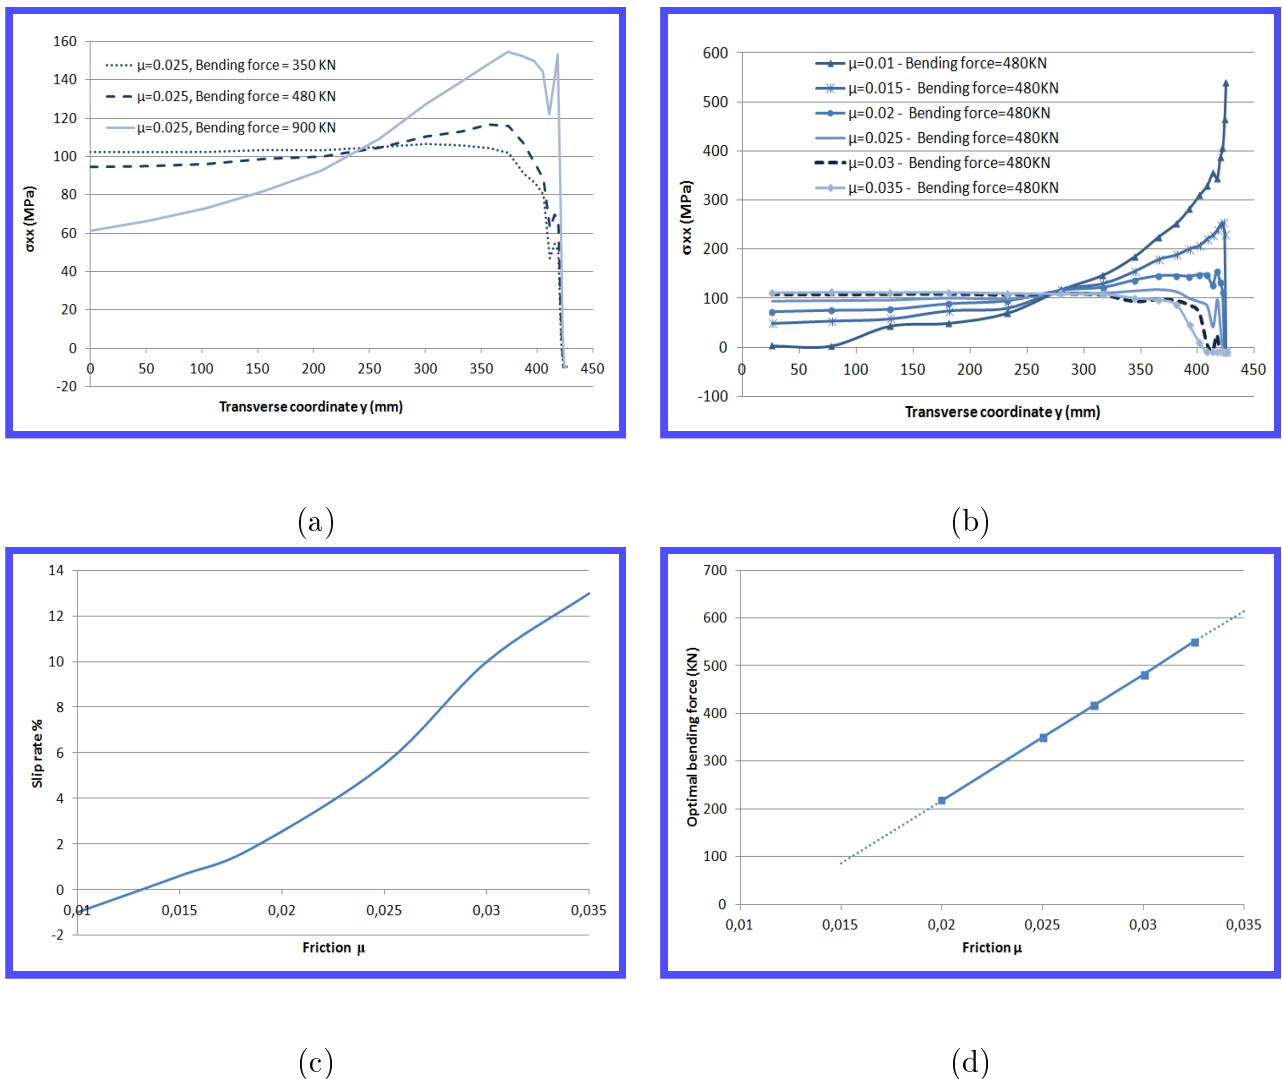 160
140
120
100
80
60
40
20
0
-20
0 50 100 150 200 250 300 350 400 450
σxx (MPa)
Transverse coordinate y (mm)
μ=0.025, Bending force = 350 KN
μ=0.025, Bending force = 480 KN
μ=0.025, Bending force = 900 KN
(a)
600
500
400
300
200
100
0
-100
0 50 100 150 200 250 300 350 400 450
σxx (MPa)
Transverse coordinate y (mm)
μ=0.01 - Bending force=480KN
μ=0.015 - Bending force=480KN
μ=0.02 - Bending force=480KN
μ=0.025 - Bending force=480KN
μ=0.03 - Bending force=480KN
μ=0.035 - Bending force=480KN
(b)
14
12
10
8
6
4
2
0
-2
0,01 0,015 0,02 0,025 0,03 0,035
Slip rate %
Friction μ
(c)
700
600
500
400
300
200
100
0
0,01 0,015 0,02 0,025 0,03 0,035
Optimal bending force (KN)
Friction μ
(d)